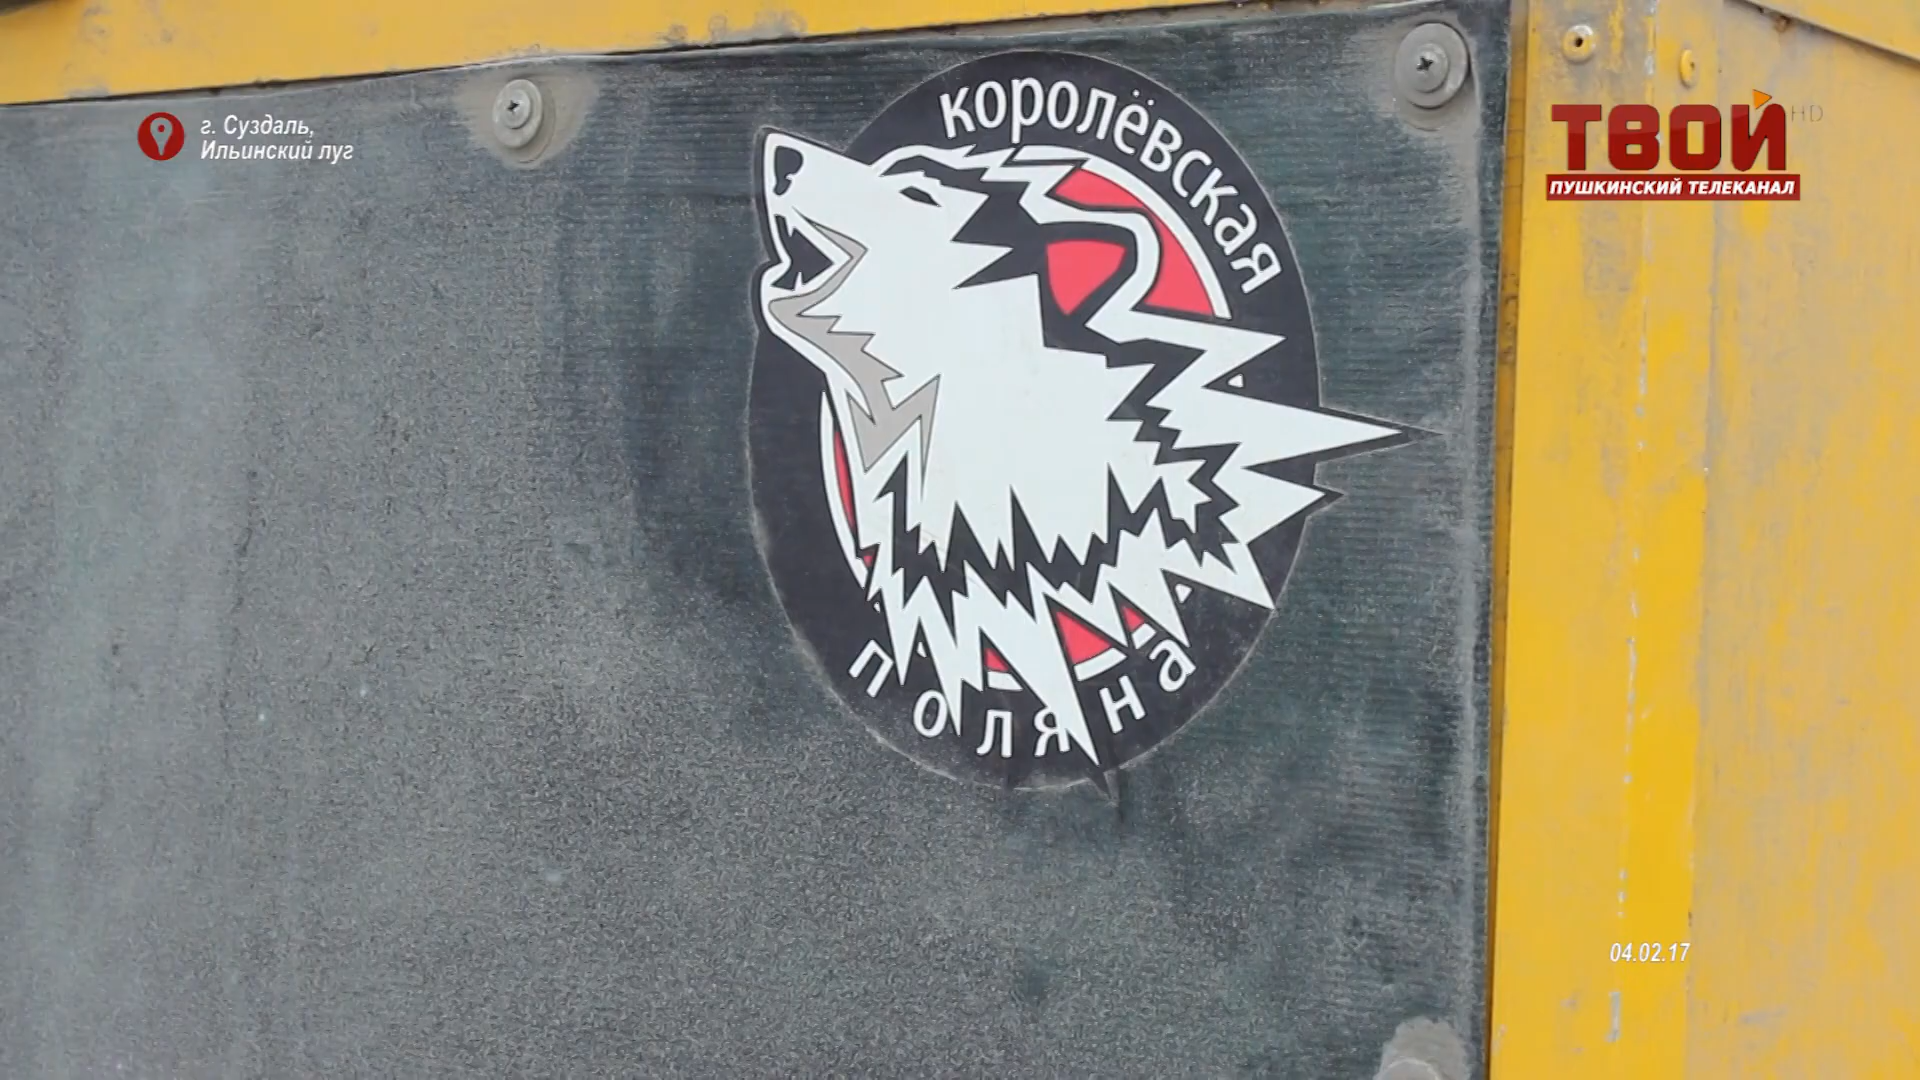 г. Суздаль,
Ильинский луг
королёвская
поляна
ТВОЙ HD
ПУШКИНСКИЙ ТЕЛЕКАНАЛ
04.02.17